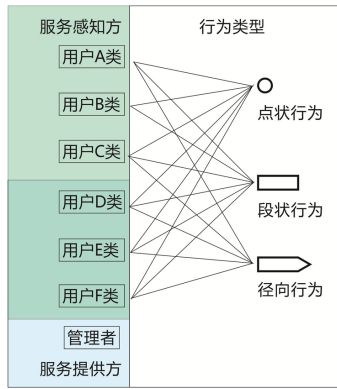 服务感知方
行为类型
用户A类
用户B类
点状行为
用户C类
段状行为
用户D类
用户E类
径向行为
用户F类
管理者
服务提供方